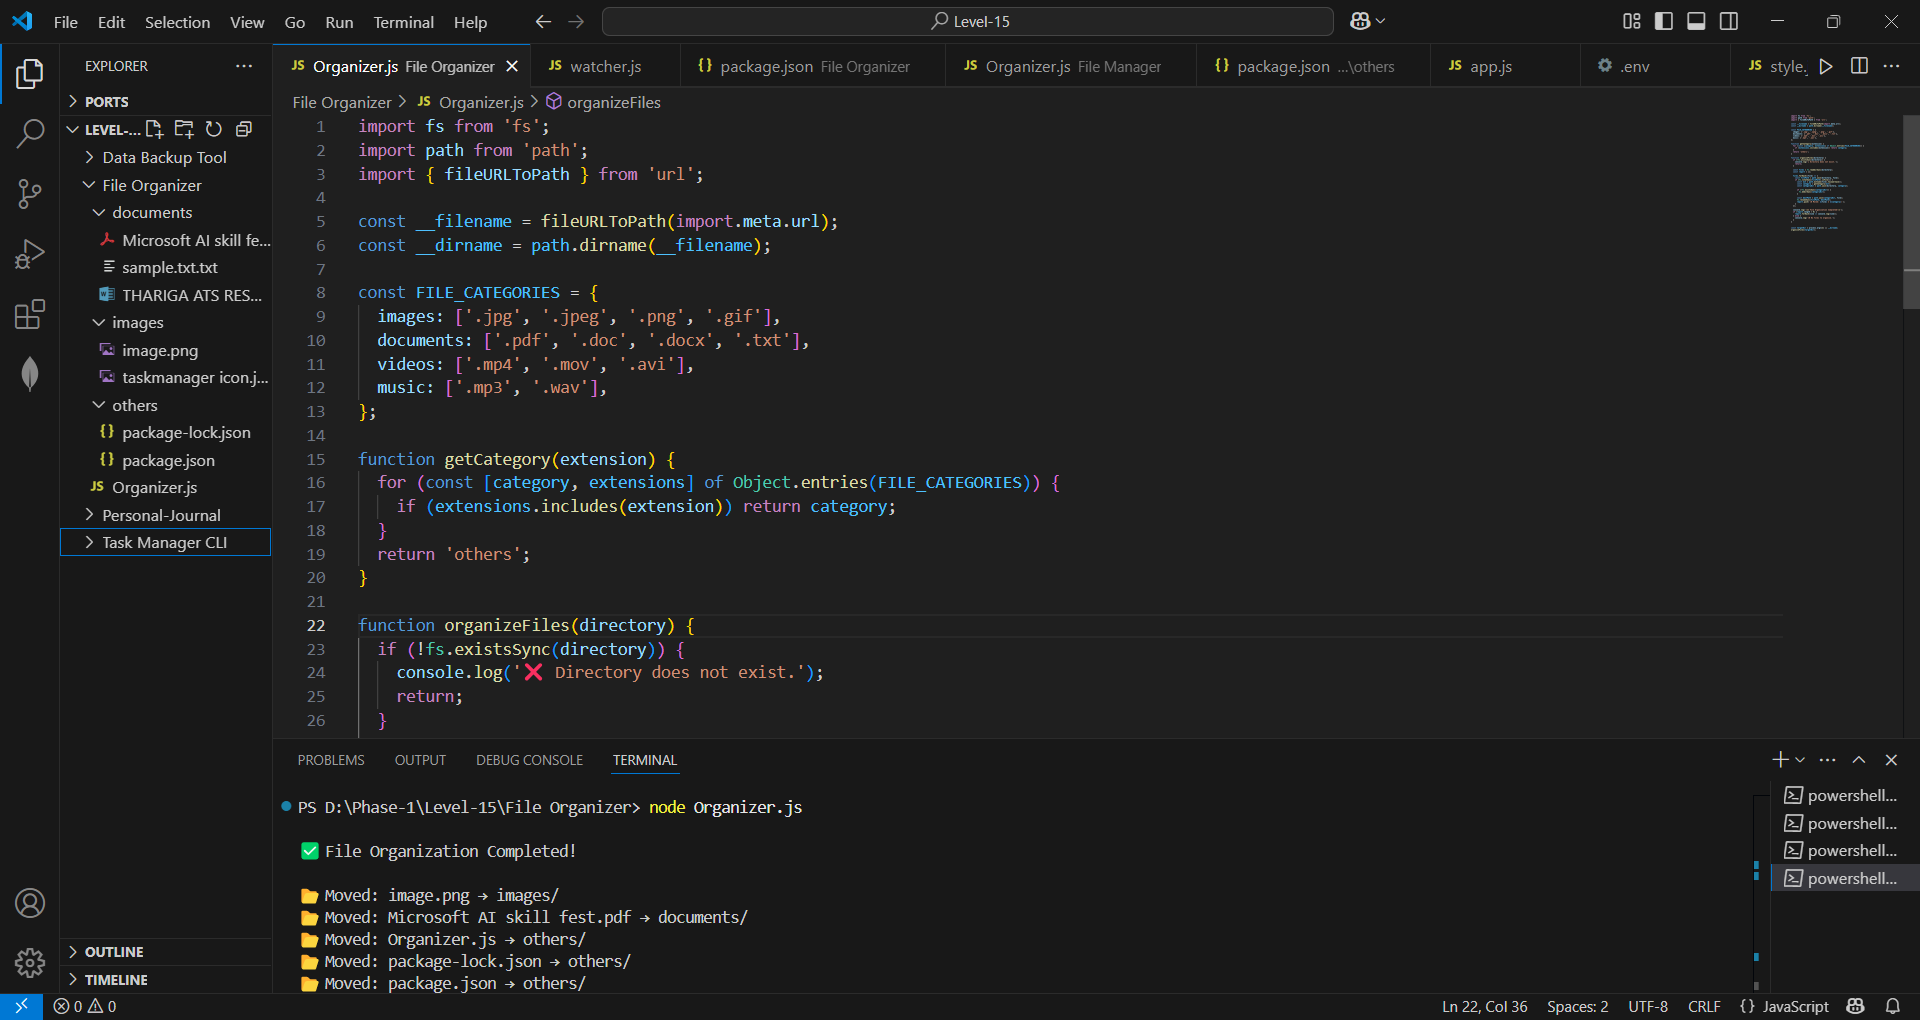 File Edit Selection View Go Run Terminal Help
Level-15
EXPLORER
PORTS
LEVEL-...
Data Backup Tool
File Organizer
documents
Microsoft AI skill fe...
sample.txt.txt
THARIGA ATS RES...
images
image.png
taskmanager icon.j...
others
package-lock.json
package.json
JS Organizer.js
Personal-Journal
Task Manager CLI
OUTLINE
TIMELINE
JS Organizer.js File Organizer
JS watcher.js
{} package.json File Organizer
JS Organizer.js File Manager
{} package.json ...\others
JS app.js
.env
JS style.
File Organizer > JS Organizer.js > organizeFiles
1 import fs from 'fs';
2 import path from 'path';
3 import { fileURLToPath } from 'url';
4
5 const __filename = fileURLToPath(import.meta.url);
6 const __dirname = path.dirname(__filename);
7
8 const FILE_CATEGORIES = {
9 images: ['.jpg', '.jpeg', '.png', '.gif'],
10 documents: ['.pdf', '.doc', '.docx', '.txt'],
11 videos: ['.mp4', '.mov', '.avi'],
12 music: ['.mp3', '.wav'],
13 };
14
15 function getCategory(extension) {
16 for (const [category, extensions] of Object.entries(FILE_CATEGORIES)) {
17 if (extensions.includes(extension)) return category;
18 }
19 return 'others';
20 }
21
22 function organizeFiles(directory) {
23 if (!fs.existsSync(directory)) {
24 console.log('❌ Directory does not exist.');
25 return;
26 }
PROBLEMS OUTPUT DEBUG CONSOLE TERMINAL
PS D:\Phase-1\Level-15\File Organizer> node Organizer.js
✅ File Organization Completed!
📂 Moved: image.png → images/
📂 Moved: Microsoft AI skill fest.pdf → documents/
📂 Moved: Organizer.js → others/
📂 Moved: package-lock.json → others/
📂 Moved: package.json → others/
powershell...
powershell...
powershell...
powershell...
0 0
Ln 22, Col 36 Spaces: 2 UTF-8 CRLF {} JavaScript